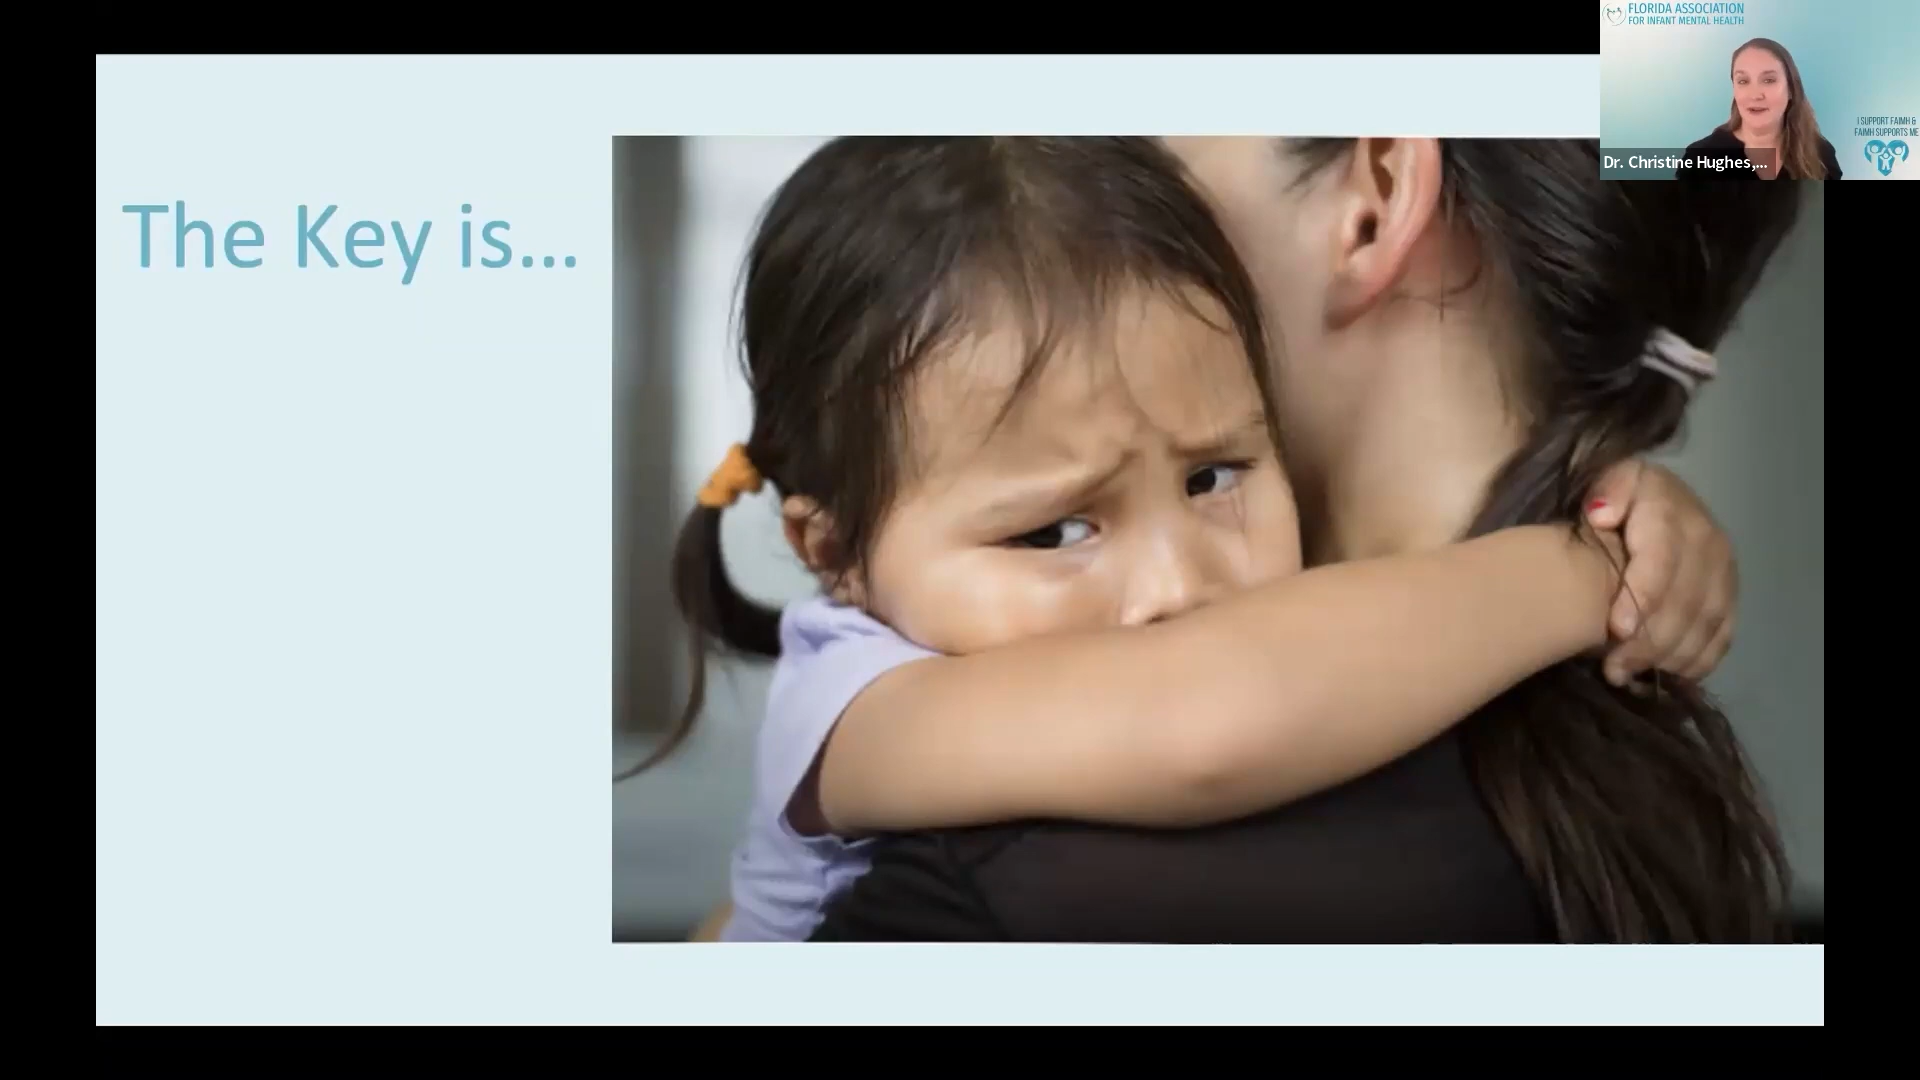 FLORIDA ASSOCIATION
FOR INFANT MENTAL HEALTH
The Key is...
I SUPPORT FAIMH &
FAIMH SUPPORTS ME
Dr. Christine Hughes,...